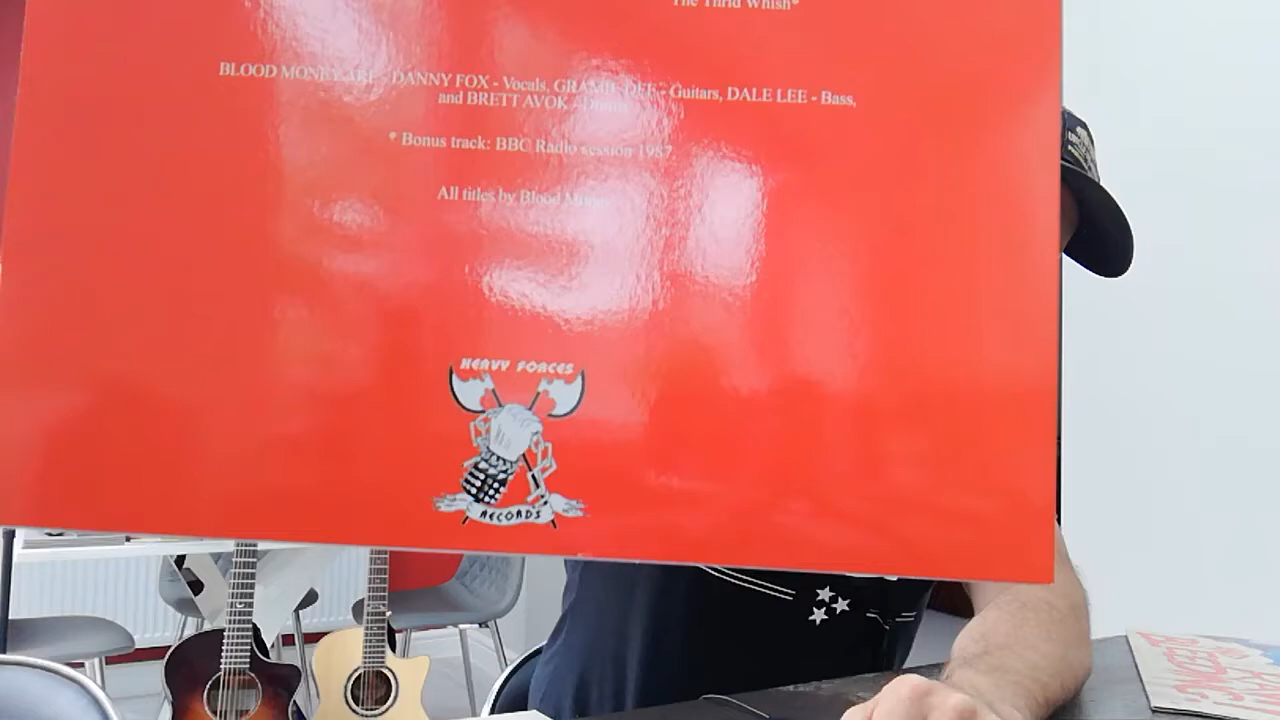 The Thrid Whish*
BLOOD MONEY ARE - DANNY FOX - Vocals, GRAMIE DEE - Guitars, DALE LEE - Bass,
and BRETT AVOK - Drums
* Bonus track: BBC Radio session 1987
All titles by Blood Money
HEAVY FORCES
RECORDS